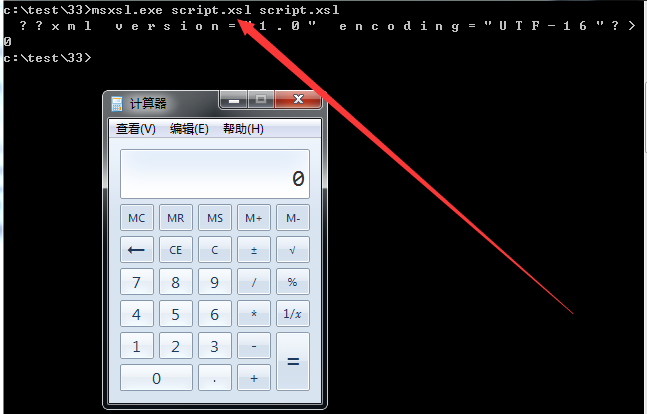 c:\test\33>msxsl.exe script.xsl script.xsl
??xml version="1.0" encoding="UTF-16"?>
0
c:\test\33>
计算器
查看(V) 编辑(E) 帮助(H)
0
MC MR MS M+ M-
← CE C ± √
7 8 9 / %
4 5 6 * 1/x
1 2 3 - =
0 . +